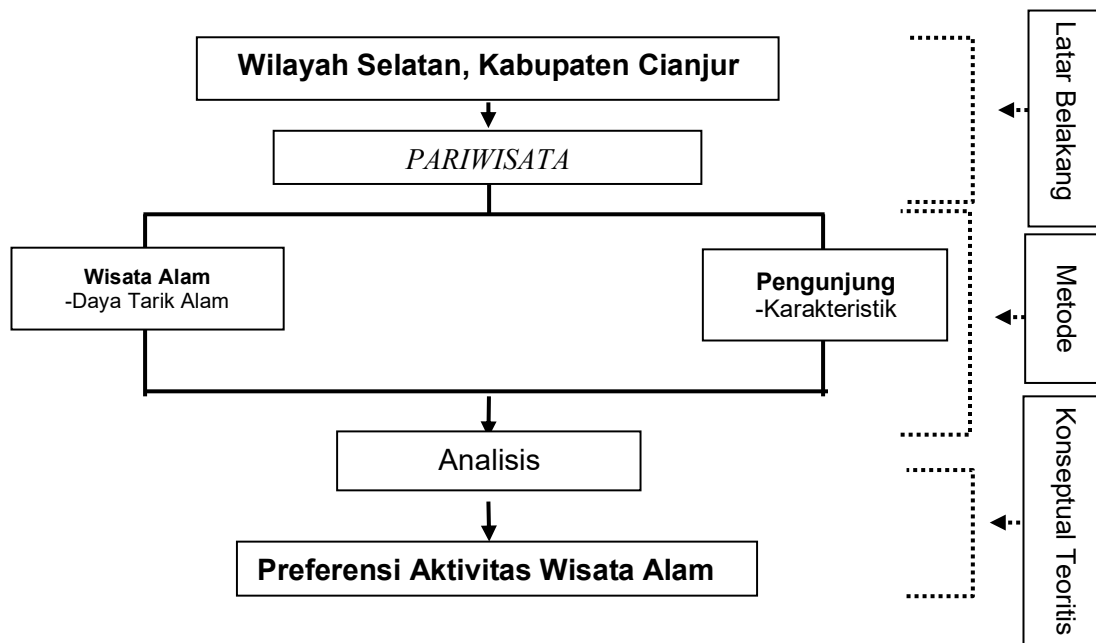 Wilayah Selatan, Kabupaten Cianjur
PARIWISATA
Wisata Alam
-Daya Tarik Alam
Pengunjung
-Karakteristik
Analisis
Preferensi Aktivitas Wisata Alam
Latar Belakang
Metode
Konseptual Teoritis